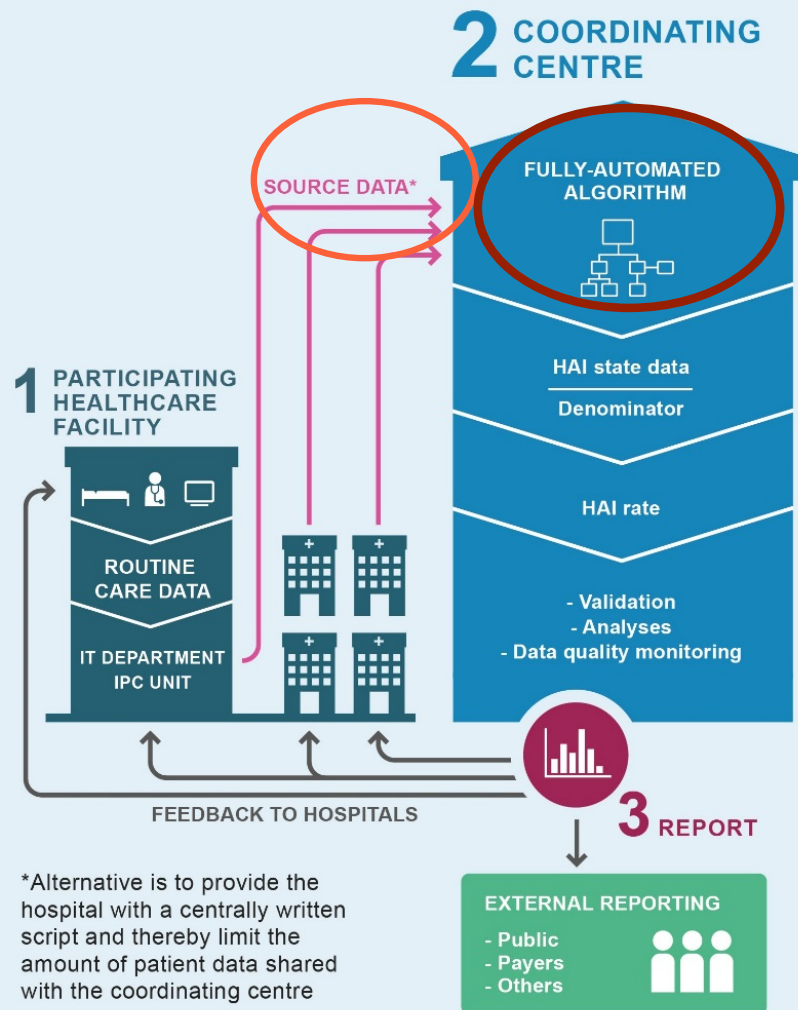 2 COORDINATING
CENTRE
SOURCE DATA*
FULLY-AUTOMATED
ALGORITHM
HAI state data
Denominator
HAI rate
- Validation
- Analyses
- Data quality monitoring
1 PARTICIPATING
HEALTHCARE
FACILITY
ROUTINE
CARE DATA
IT DEPARTMENT
IPC UNIT
FEEDBACK TO HOSPITALS
3 REPORT
*Alternative is to provide the
hospital with a centrally written
script and thereby limit the
amount of patient data shared
with the coordinating centre
EXTERNAL REPORTING
- Public
- Payers
- Others